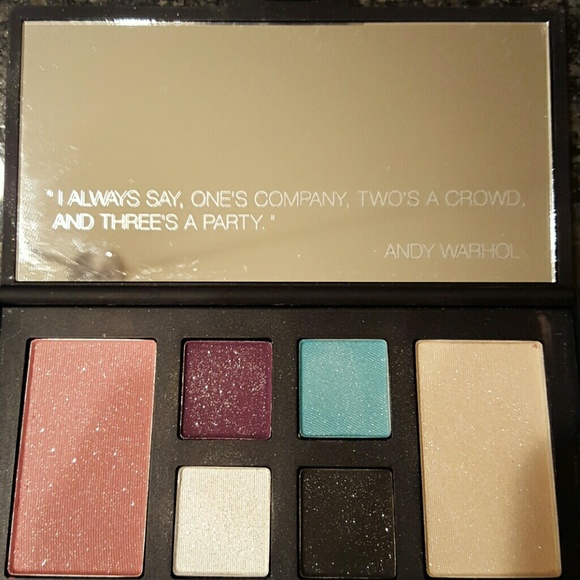 " I ALWAYS SAY, ONE'S COMPANY, TWO'S A CROWD,
AND THREE'S A PARTY. "
- ANDY WARHOL